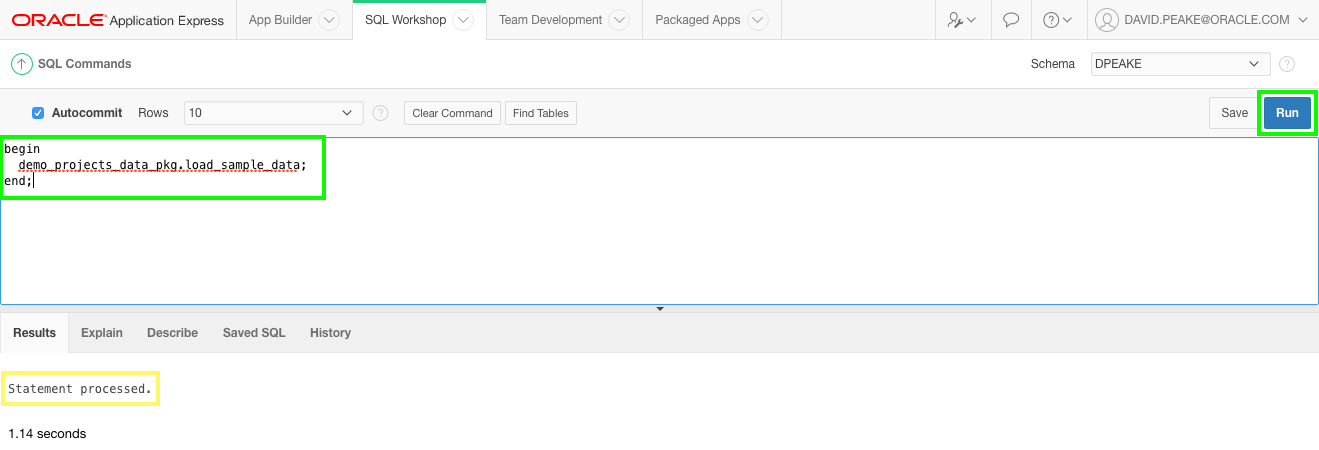 ORACLE® Application Express App Builder SQL Workshop Team Development Packaged Apps DAVID.PEAKE@ORACLE.COM
SQL Commands Schema DPEAKE
Autocommit Rows 10 Clear Command Find Tables Save Run
begin
demo_projects_data_pkg.load_sample_data;
end;
Results Explain Describe Saved SQL History
Statement processed.
1.14 seconds